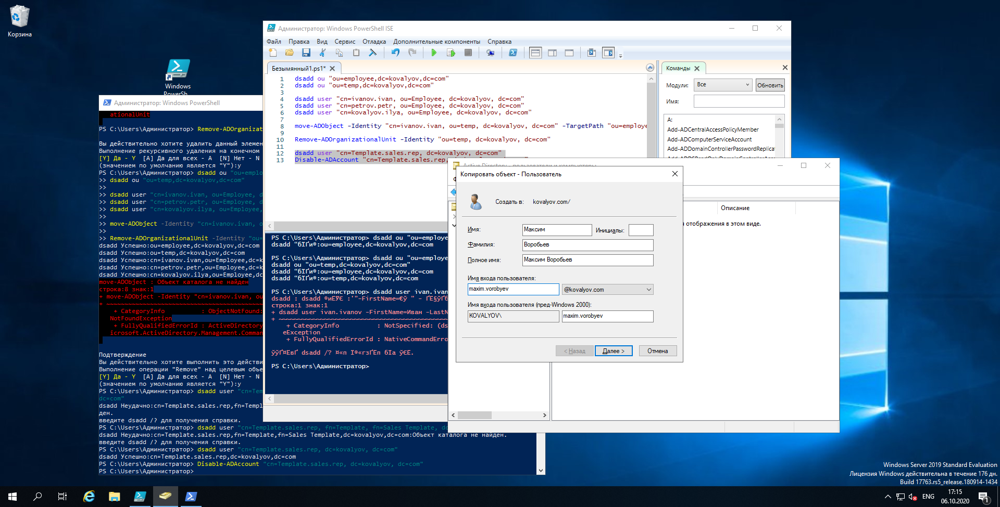 Корзина
Windows
PowerSh...
Администратор: Windows PowerShell
ationalUnit
PS C:\Users\Администратор> Remove-ADOrganizat
Вы действительно хотите удалить данный элемен
Выполнение рекурсивного удаления на конечном
[Y] Да - Y  [A] Да для всех - A  [N] Нет - N
(значением по умолчанию является "Y"):y
PS C:\Users\Администратор> dsadd ou "ou=emplo
>> dsadd ou "ou=temp,dc=kovalyov,dc=com"
>>
>> dsadd user "cn=ivanov.ivan, ou=Employee, d
>> dsadd user "cn=petrov.petr, ou=Employee, d
>> dsadd user "cn=kovalyov.ilya, ou=Employee,
>>
>> move-ADObject -Identity "cn=ivanov.ivan, o
>>
>> Remove-ADOrganizationalUnit -Identity "ou=
dsadd Успешно:ou=employee,dc=kovalyov,dc=com
dsadd Успешно:ou=temp,dc=kovalyov,dc=com
dsadd Успешно:cn=ivanov.ivan,ou=Employee,dc=k
dsadd Успешно:cn=petrov.petr,ou=Employee,dc=k
dsadd Успешно:cn=kovalyov.ilya,ou=Employee,dc
move-ADObject : Объект каталога не найден
строка:8 знак:1
+ move-ADObject -Identity "cn=ivanov.ivan, ou
+ CategoryInfo          : ObjectNotFound:
NotFoundException
+ FullyQualifiedErrorId : ActiveDirectory
icrosoft.ActiveDirectory.Management.Comman
Подтверждение
Вы действительно хотите выполнить это действи
Выполнение операции "Remove" над целевым объе
[Y] Да - Y  [A] Да для всех - A  [N] Нет - N
(значением по умолчанию является "Y"):y
PS C:\Users\Администратор> dsadd user "cn=Tem
dc=com"
dsadd Неудачно:cn=Template.sales.rep,fn=Templ
ден.
введите dsadd /? для получения справки.
PS C:\Users\Администратор> dsadd user "cn=Template.sales.rep, fn=Template, fn=Sales Template, dc
dsadd Неудачно:cn=Template.sales.rep,fn=Template,fn=Sales Template,dc=kovalyov,dc=com:Объект каталога не найден.
введите dsadd /? для получения справки.
PS C:\Users\Администратор> dsadd user "cn=Template.sales.rep, dc=kovalyov, dc=com"
dsadd Успешно:cn=Template.sales.rep,dc=kovalyov,dc=com
PS C:\Users\Администратор> Disable-ADAccount "cn=Template.sales.rep, dc=kovalyov, dc=com"
PS C:\Users\Администратор>
Администратор: Windows PowerShell ISE
Файл Правка Вид Сервис Отладка Дополнительные компоненты Справка
Безымянный1.ps1*
1 dsadd ou "ou=employee,dc=kovalyov,dc=com"
2 dsadd ou "ou=temp,dc=kovalyov,dc=com"
3
4 dsadd user "cn=ivanov.ivan, ou=Employee, dc=kovalyov, dc=com"
5 dsadd user "cn=petrov.petr, ou=Employee, dc=kovalyov, dc=com"
6 dsadd user "cn=kovalyov.ilya, ou=Employee, dc=kovalyov, dc=com"
7
8 move-ADObject -Identity "cn=ivanov.ivan, ou=temp, dc=kovalyov, dc=com" -TargetPath "ou=employe
9
10 Remove-ADOrganizationalUnit -Identity "ou=temp, dc=kovalyov, dc=com"
11
12 dsadd user "cn=Template.sales.rep, dc=kovalyov, dc=com"
13 Disable-ADAccount "cn=Template.sales.rep,
PS C:\Users\Администратор> dsadd ou "ou=employe
dsadd “бЇҐи­®:ou=employee,dc=kovalyov,dc=com
PS C:\Users\Администратор> dsadd ou "ou=employe
dsadd ou "ou=temp,dc=kovalyov,dc=com"
dsadd “бЇҐи­®:ou=employee,dc=kovalyov,dc=com
dsadd “бЇҐи­®:ou=temp,dc=kovalyov,dc=com
PS C:\Users\Администратор> dsadd user ivan.ivan
строка:1 знак:1
+ dsadd user ivan.ivanov -FirstName=Иван -LastN
+ CategoryInfo          : NotSpecified: (ds
eException
+ FullyQualifiedErrorId : NativeCommandErro
PS C:\Users\Администратор>
Команды
Модули: Все Обновить
Имя:
A:
Add-ADCentralAccessPolicyMember
Add-ADComputerServiceAccount
Add-ADDomainControllerPasswordReplicat
Active Directory - пользователи и компьютеры
Описание
отображения в этом виде.
Копировать объект - Пользователь
Создать в: kovalyov.com/
Имя: Максим Инициалы:
Фамилия: Воробьев
Полное имя: Максим Воробьев
Имя входа пользователя:
maxim.vorobyev @kovalyov.com
Имя входа пользователя (пред-Windows 2000):
KOVALYOV\ maxim.vorobyev
< Назад Далее > Отмена
Windows Server 2019 Standard Evaluation
Лицензия Windows действительна в течение 176 дн.
Build 17763.rs5_release.180914-1434
ENG
17:15
06.10.2020
1